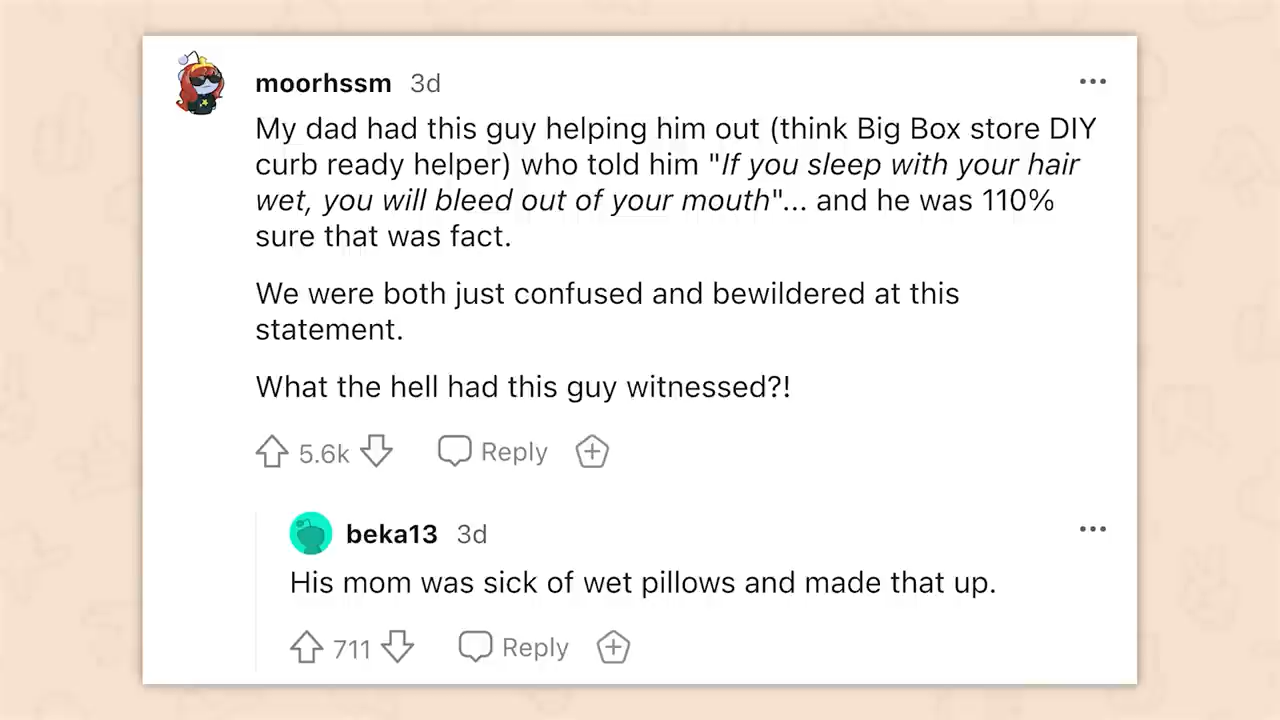 moorhssm 3d
My dad had this guy helping him out (think Big Box store DIY
curb ready helper) who told him "If you sleep with your hair
wet, you will bleed out of your mouth"... and he was 110%
sure that was fact.
We were both just confused and bewildered at this
statement.
What the hell had this guy witnessed?!
5.6k Reply
beka13 3d
His mom was sick of wet pillows and made that up.
711 Reply